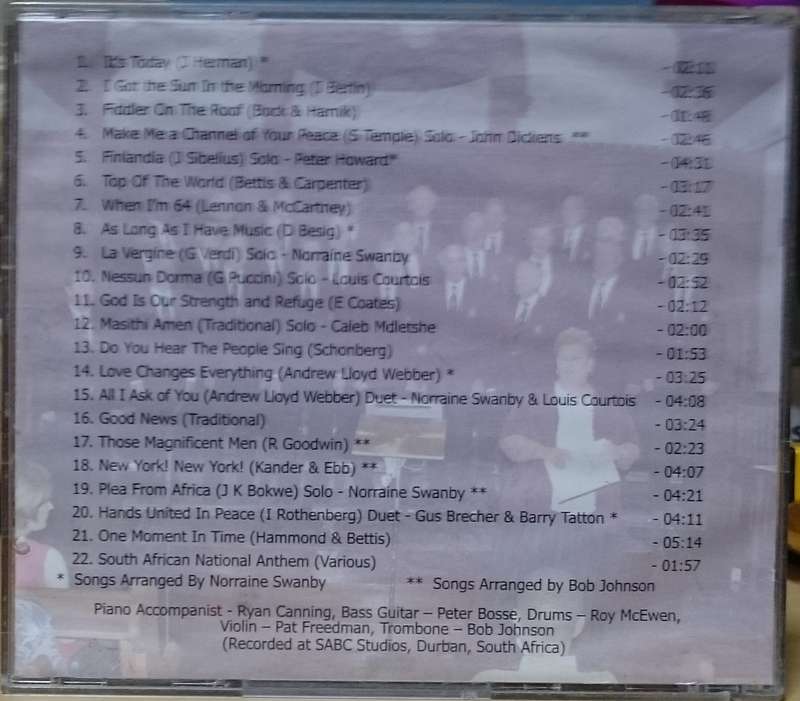 1. It's Today (J Herman) * - 02:11
2. I Got the Sun In the Morning (I Berlin) - 02:36
3. Fiddler On The Roof (Bock & Harnik) - 01:48
4. Make Me a Channel of Your Peace (S Temple) Solo - John Dickens ** - 02:46
5. Finlandia (J Sibelius) Solo - Peter Howard* - 04:31
6. Top Of The World (Bettis & Carpenter) - 03:17
7. When I'm 64 (Lennon & McCartney) - 02:41
8. As Long As I Have Music (D Besig) * - 03:35
9. La Vergine (G Verdi) Solo - Norraine Swanby - 02:29
10. Nessun Dorma (G Puccini) Solo - Louis Courtois - 02:52
11. God Is Our Strength and Refuge (E Coates) - 02:12
12. Masithi Amen (Traditional) Solo - Caleb Mdletshe - 02:00
13. Do You Hear The People Sing (Schonberg) - 01:53
14. Love Changes Everything (Andrew Lloyd Webber) * - 03:25
15. All I Ask of You (Andrew Lloyd Webber) Duet - Norraine Swanby & Louis Courtois - 04:08
16. Good News (Traditional) - 03:24
17. Those Magnificent Men (R Goodwin) ** - 02:23
18. New York! New York! (Kander & Ebb) ** - 04:07
19. Plea From Africa (J K Bokwe) Solo - Norraine Swanby ** - 04:21
20. Hands United In Peace (I Rothenberg) Duet - Gus Brecher & Barry Tatton * - 04:11
21. One Moment In Time (Hammond & Bettis) - 05:14
22. South African National Anthem (Various) - 01:57
* Songs Arranged By Norraine Swanby ** Songs Arranged by Bob Johnson
Piano Accompanist - Ryan Canning, Bass Guitar – Peter Bosse, Drums – Roy McEwen,
Violin – Pat Freedman, Trombone – Bob Johnson
(Recorded at SABC Studios, Durban, South Africa)